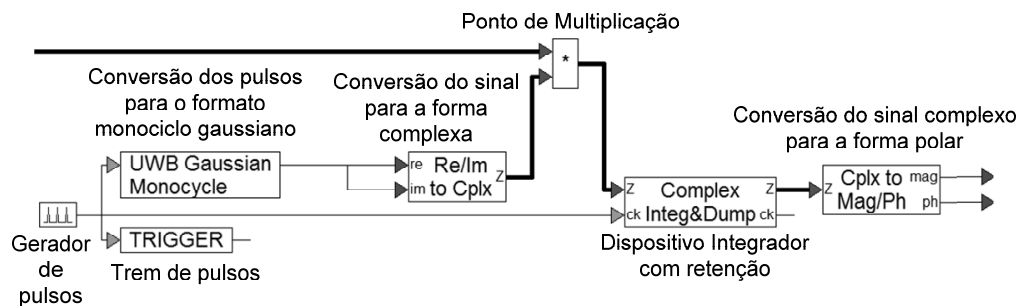 Ponto de Multiplicação
*
Conversão dos pulsos
para o formato
monociclo gaussiano
Conversão do sinal
para a forma
complexa
Conversão do sinal complexo
para a forma polar
UWB Gaussian
Monocycle
re Re/Im Z
im to Cplx
Z Complex Z
ck Integ&Dump ck
Z Cplx to mag
Mag/Ph ph
Gerador
de
pulsos
TRIGGER
Trem de pulsos
Dispositivo Integrador
com retenção